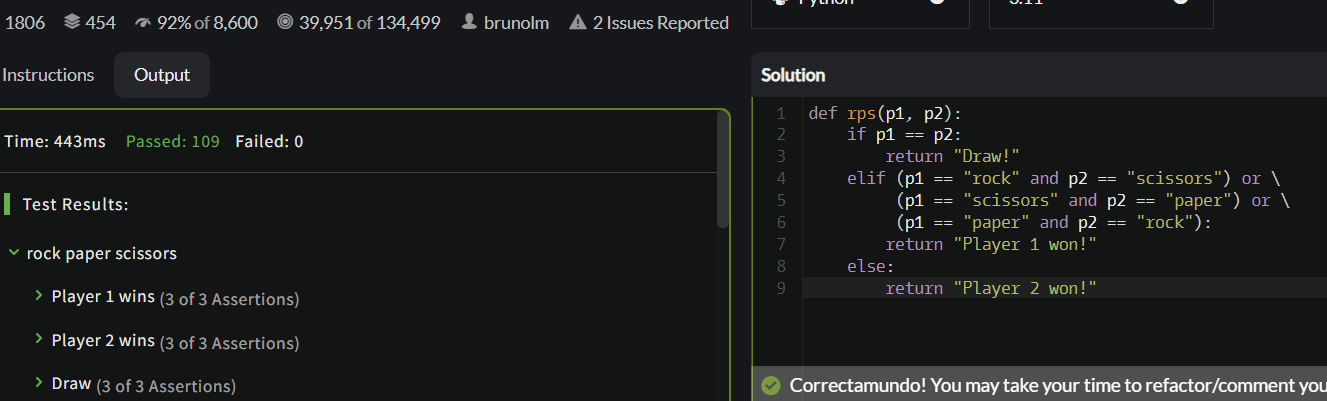 1806 454 92% of 8,600 39,951 of 134,499 brunolm 2 Issues Reported
Python
3.11
Instructions Output
Time: 443ms Passed: 109 Failed: 0
Test Results:
rock paper scissors
Player 1 wins (3 of 3 Assertions)
Player 2 wins (3 of 3 Assertions)
Draw (3 of 3 Assertions)
Solution
1 def rps(p1, p2):
2     if p1 == p2:
3         return "Draw!"
4     elif (p1 == "rock" and p2 == "scissors") or \
5          (p1 == "scissors" and p2 == "paper") or \
6          (p1 == "paper" and p2 == "rock"):
7         return "Player 1 won!"
8     else:
9         return "Player 2 won!"
Correctamundo! You may take your time to refactor/comment you